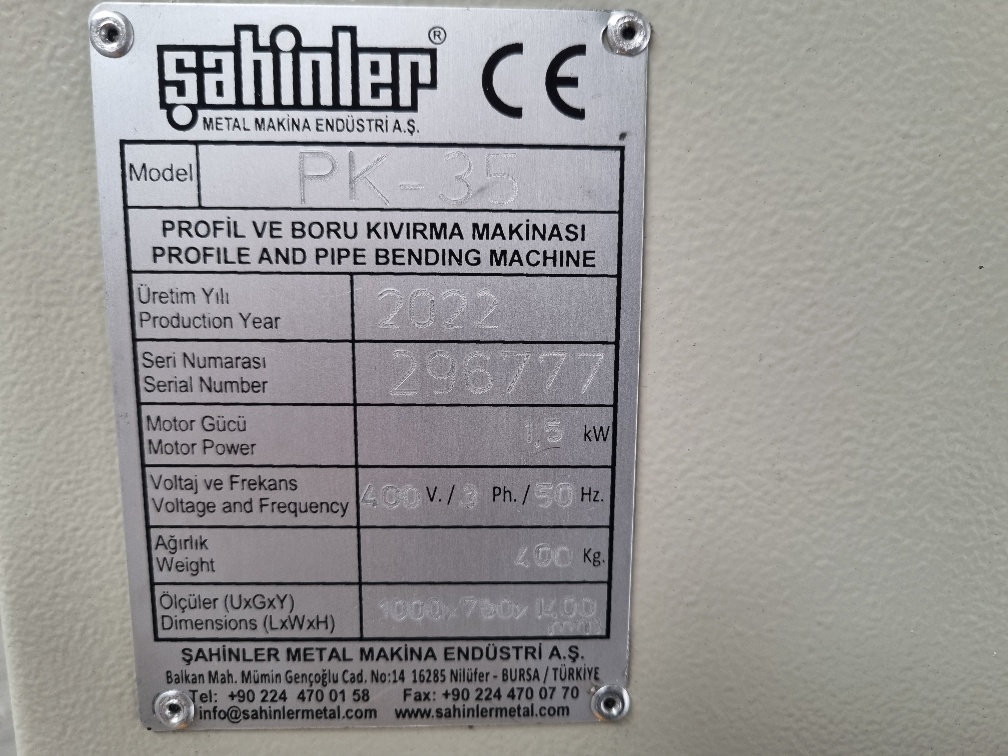 şahinler®
CE
METAL MAKİNA ENDÜSTRİ A.Ş.
Model PK-35
PROFİL VE BORU KIVIRMA MAKİNASI
PROFILE AND PIPE BENDING MACHINE
Üretim Yılı
Production Year
2022
Seri Numarası
Serial Number
296777
Motor Gücü
Motor Power
1,5 kW
Voltaj ve Frekans
Voltage and Frequency
400 V. / 3 Ph. / 50 Hz.
Ağırlık
Weight
400 Kg.
Ölçüler (UxGxY)
Dimensions (LxWxH)
1000x
mm
ŞAHİNLER METAL MAKİNA ENDÜSTRİ A.Ş.
Balkan Mah. Mümin Gençoğlu Cad. No:14 16285 Nilüfer - BURSA / TÜRKİYE
Tel: +90 224 470 01 58 Fax: +90 224 470 07 70
info@sahinlermetal.com www.sahinlermetal.com